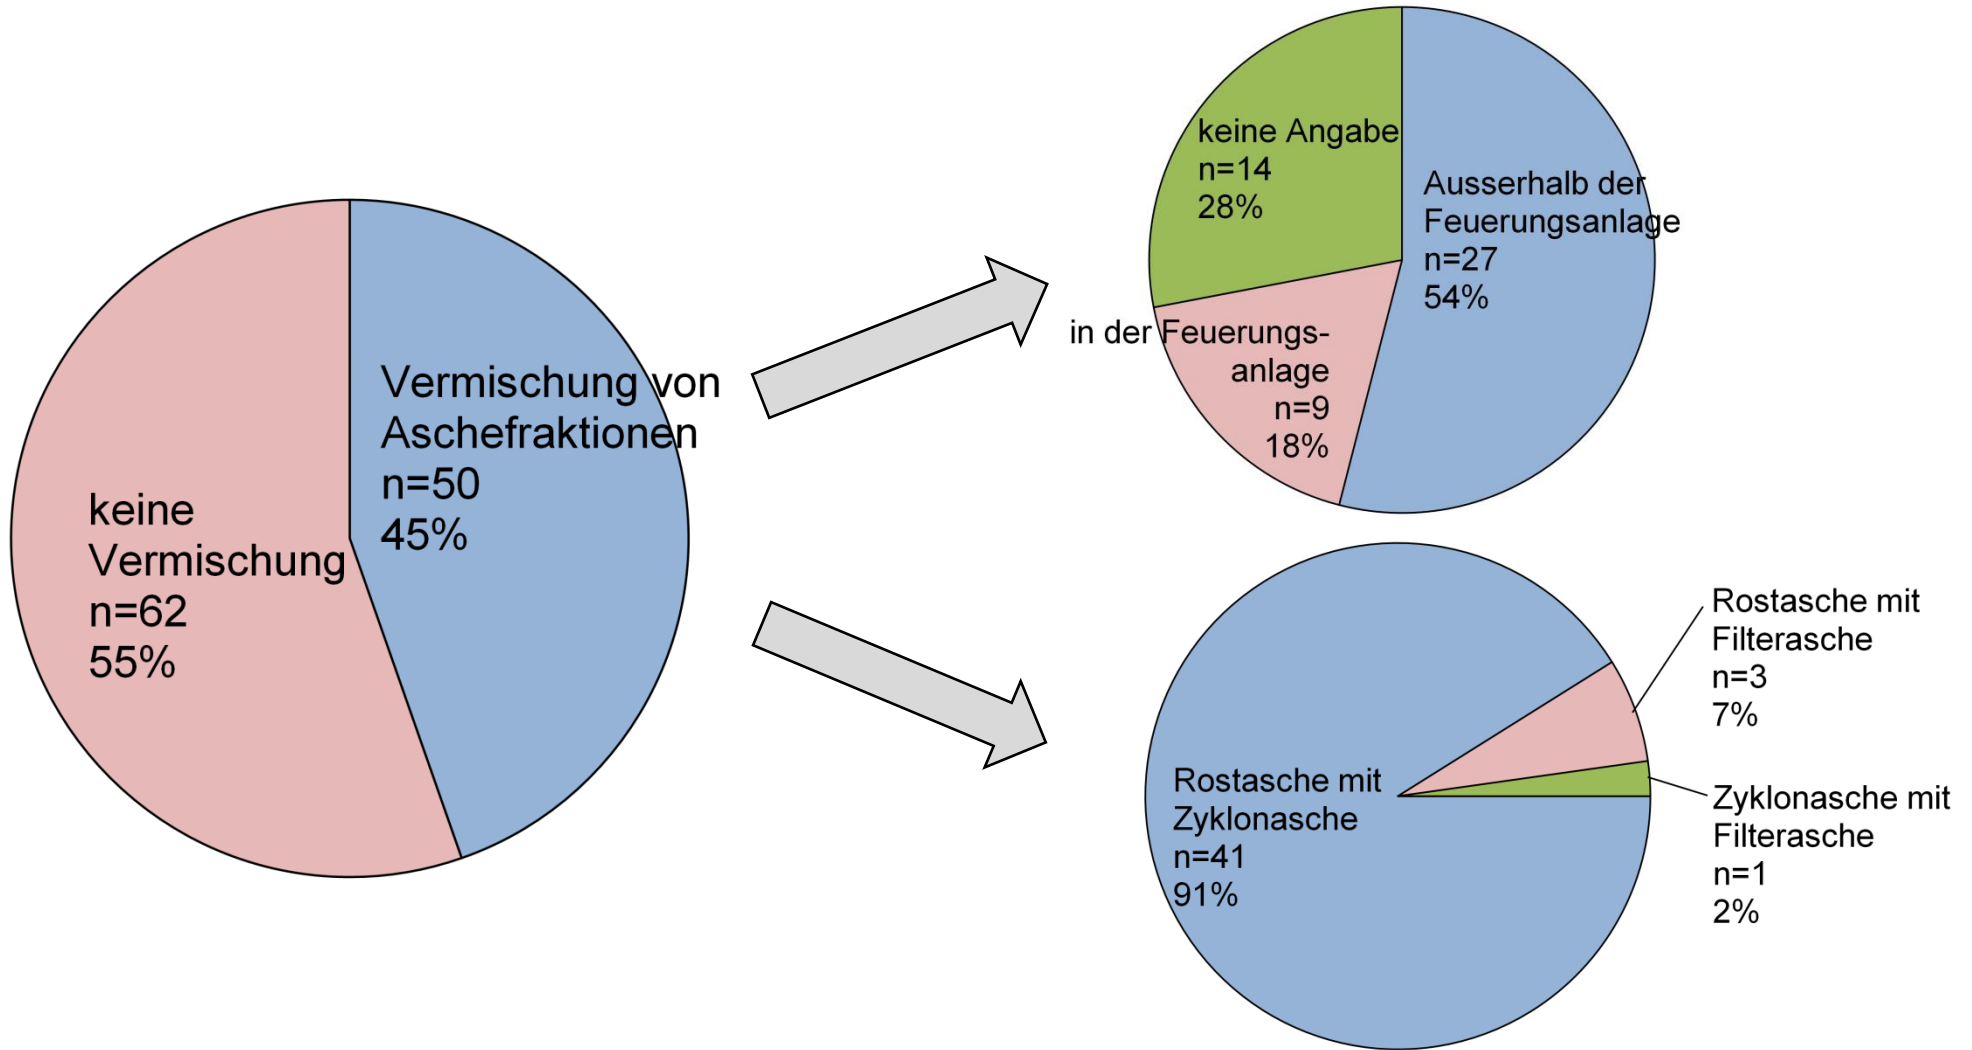 keine
Vermischung
n=62
55%
Vermischung von
Aschefraktionen
n=50
45%
keine Angabe
n=14
28%
Ausserhalb der
Feuerungsanlage
n=27
54%
in der Feuerungs-
anlage
n=9
18%
Rostasche mit
Zyklonasche
n=41
91%
Rostasche mit
Filterasche
n=3
7%
Zyklonasche mit
Filterasche
n=1
2%